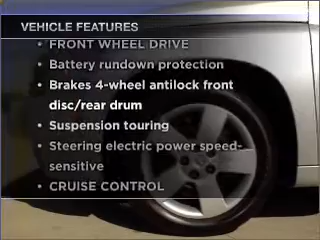 VEHICLE FEATURES
• FRONT WHEEL DRIVE
• Battery rundown protection
• Brakes 4-wheel antilock front
disc/rear drum
• Suspension touring
• Steering electric power speed-
sensitive
• CRUISE CONTROL